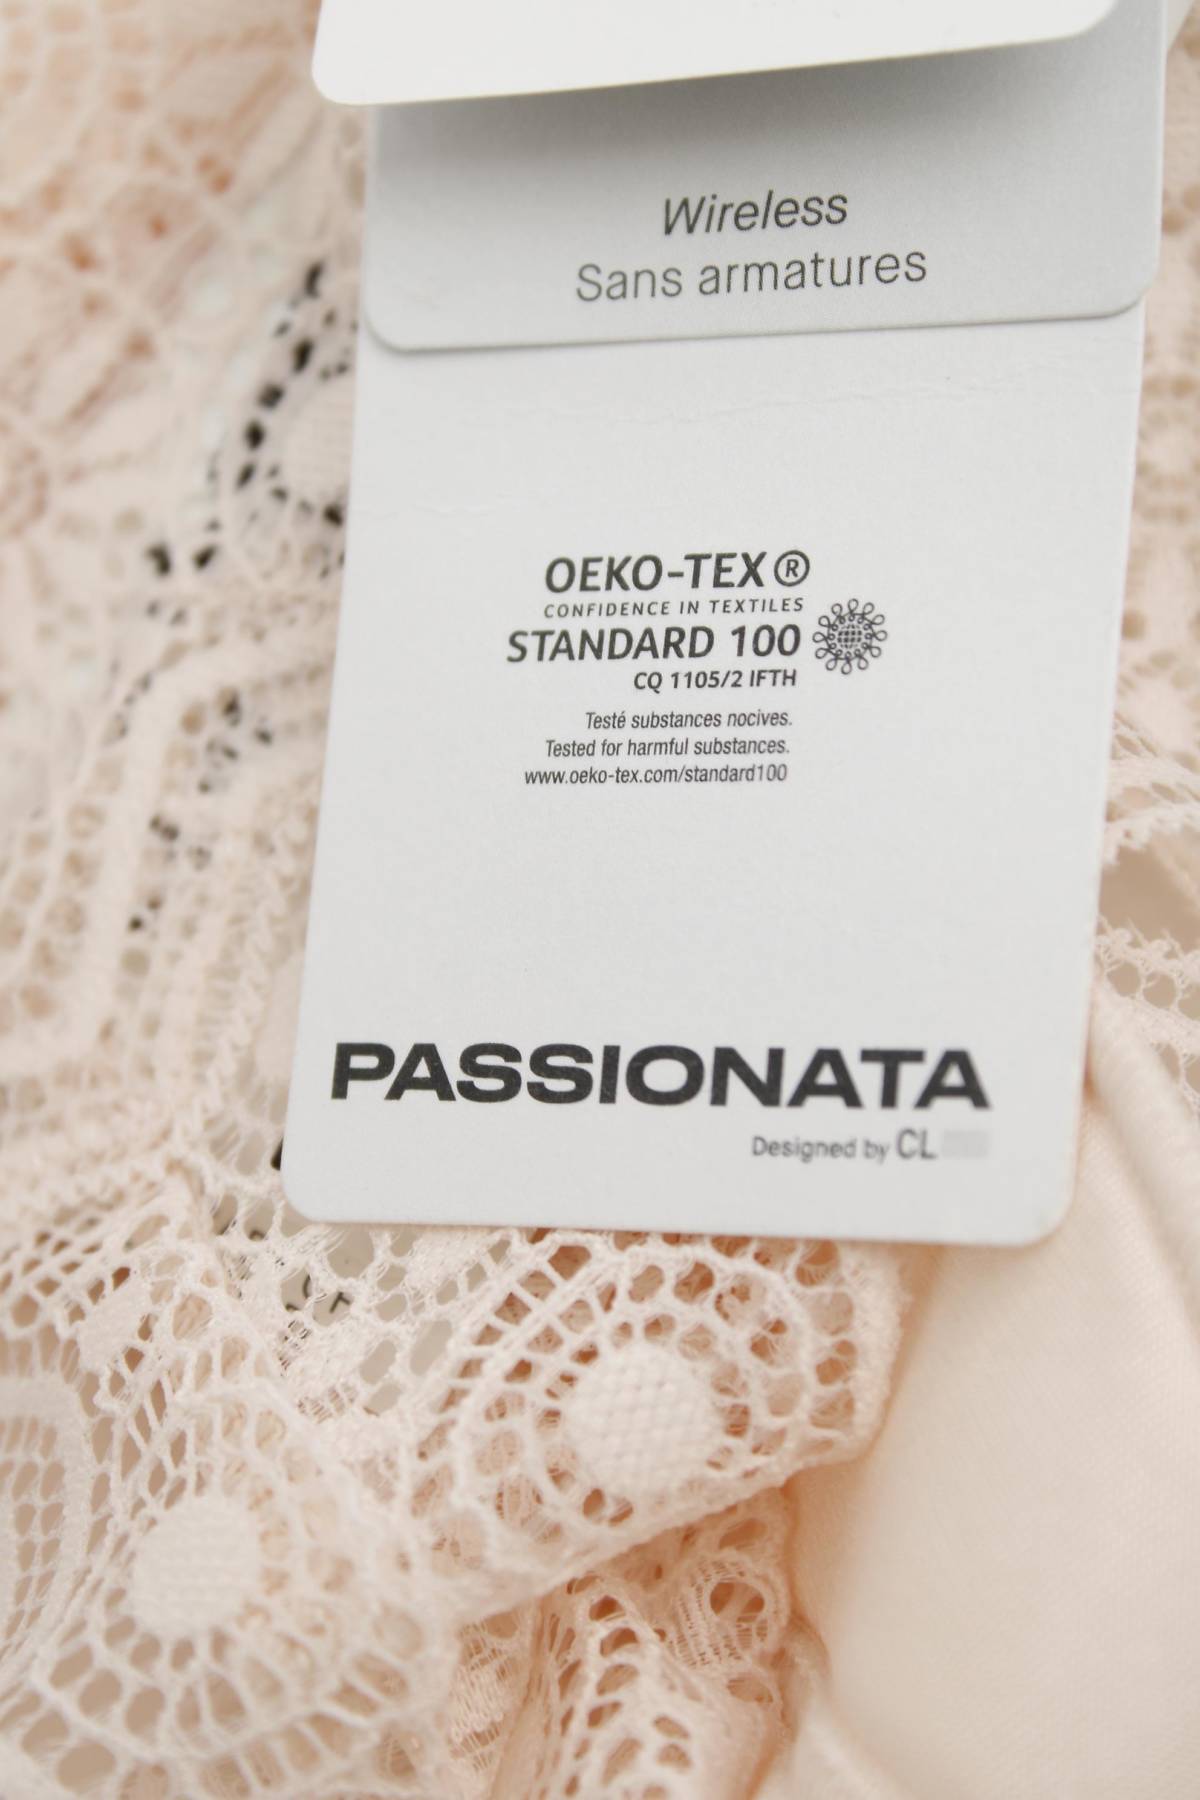 Wireless
Sans armatures
OEKO-TEX®
CONFIDENCE IN TEXTILES
STANDARD 100
CQ 1105/2 IFTH
Testé substances nocives.
Tested for harmful substances.
www.oeko-tex.com/standard100
PASSIONATA
Designed by CL